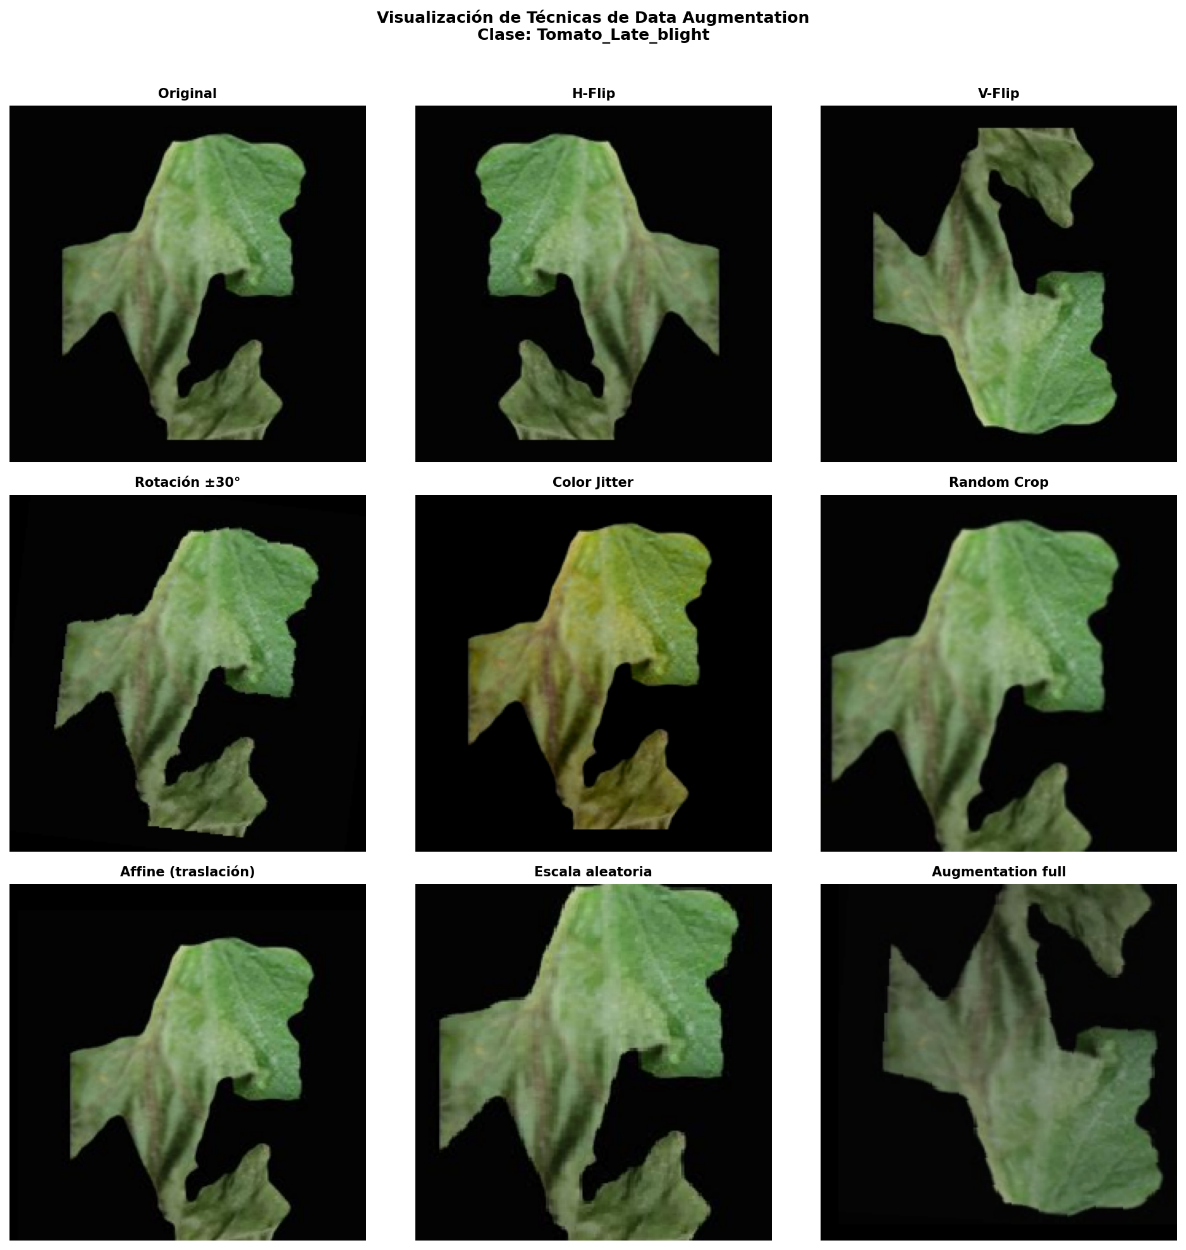 Visualización de Técnicas de Data Augmentation
Clase: Tomato_Late_blight
Original
H-Flip
V-Flip
Rotación ±30°
Color Jitter
Random Crop
Affine (traslación)
Escala aleatoria
Augmentation full